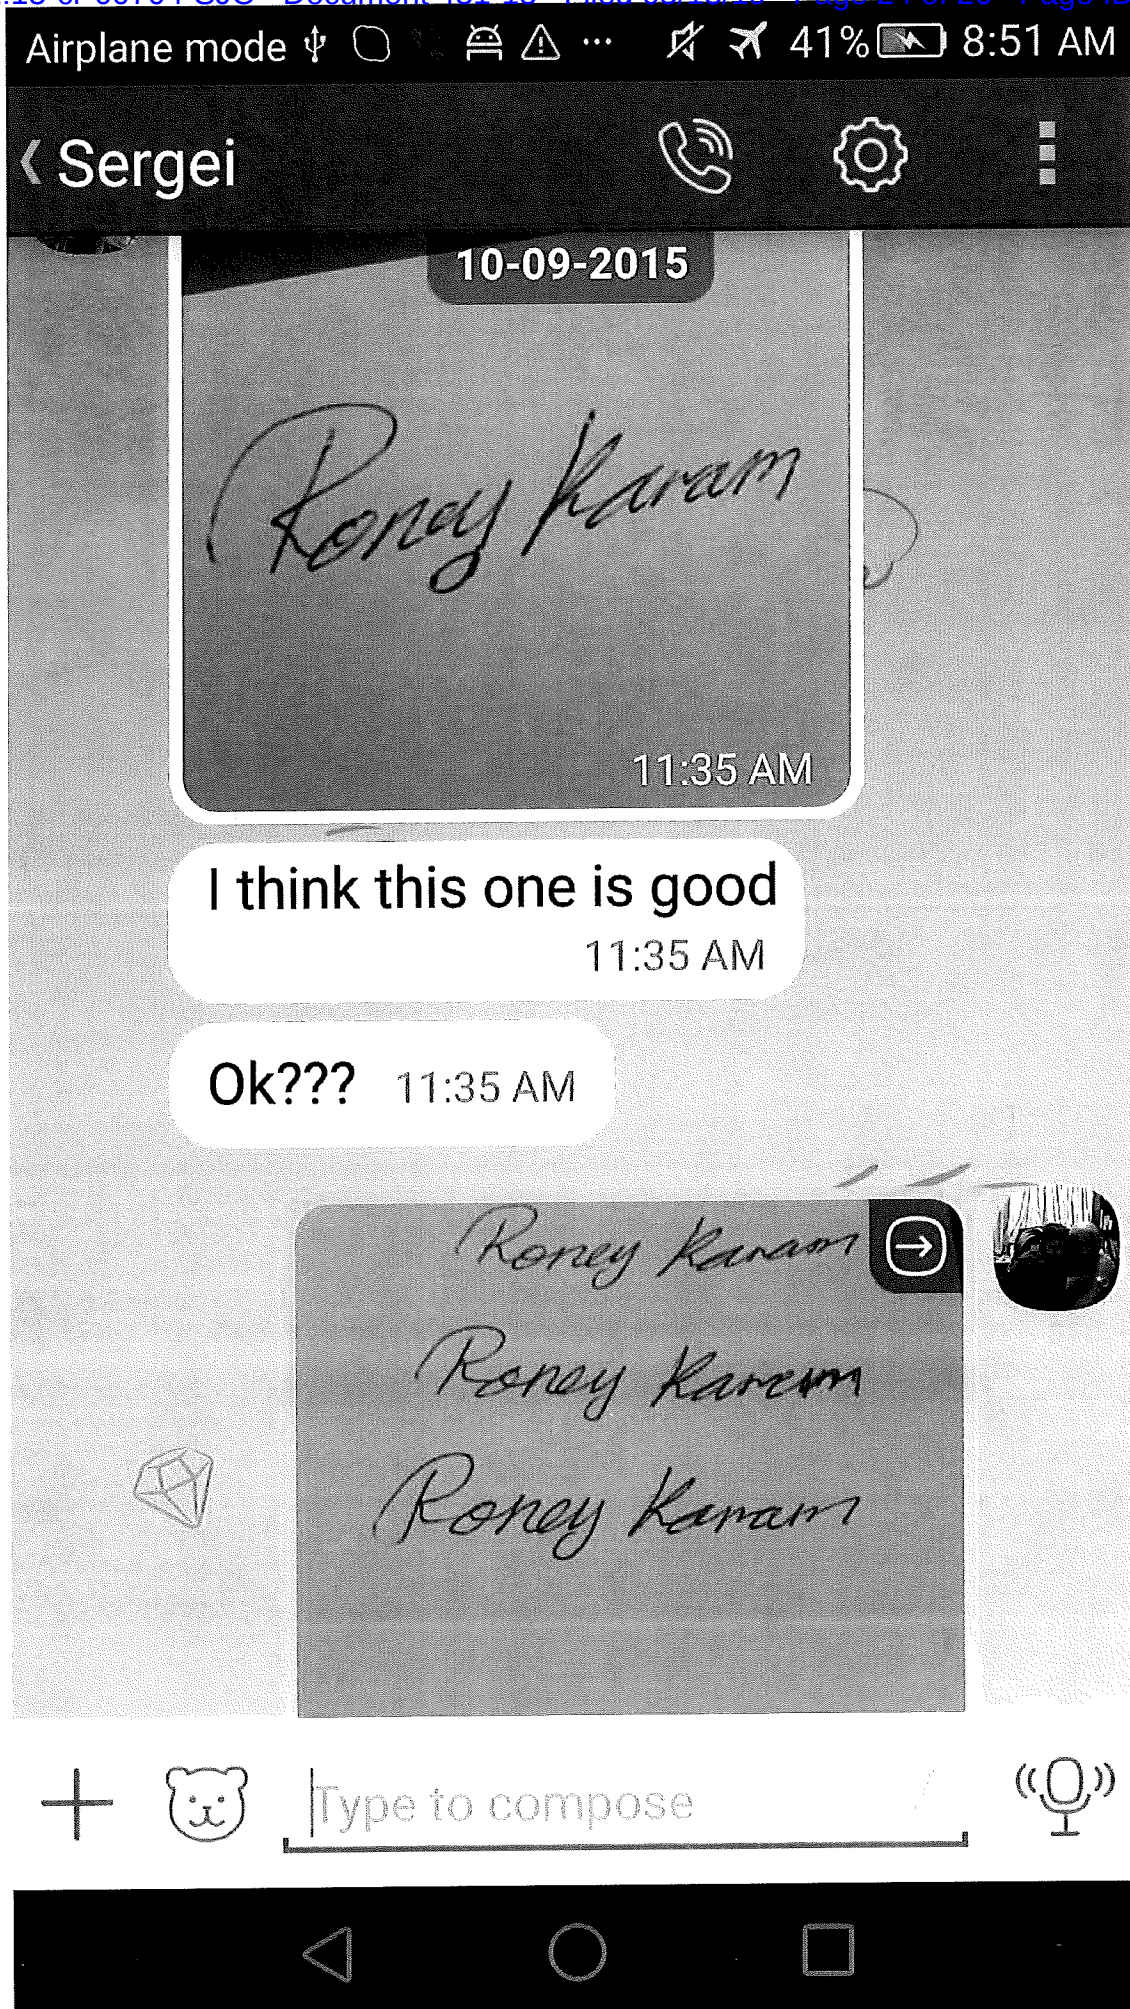 Airplane mode 41% 8:51 AM
Sergei
10-09-2015
Roney Karam
11:35 AM
I think this one is good
11:35 AM
Ok??? 11:35 AM
Roney Karam
Roney Karam
Roney Karam
Type to compose